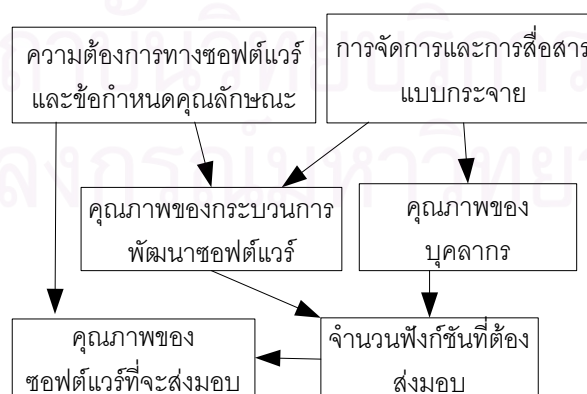 ความต้องการทางซอฟต์แวร์
และข้อกำหนดคุณลักษณะ
การจัดการและการสื่อสาร
แบบกระจาย
คุณภาพของกระบวนการ
พัฒนาซอฟต์แวร์
คุณภาพของ
บุคลากร
คุณภาพของ
ซอฟต์แวร์ที่จะส่งมอบ
จำนวนฟังก์ชันที่ต้อง
ส่งมอบ